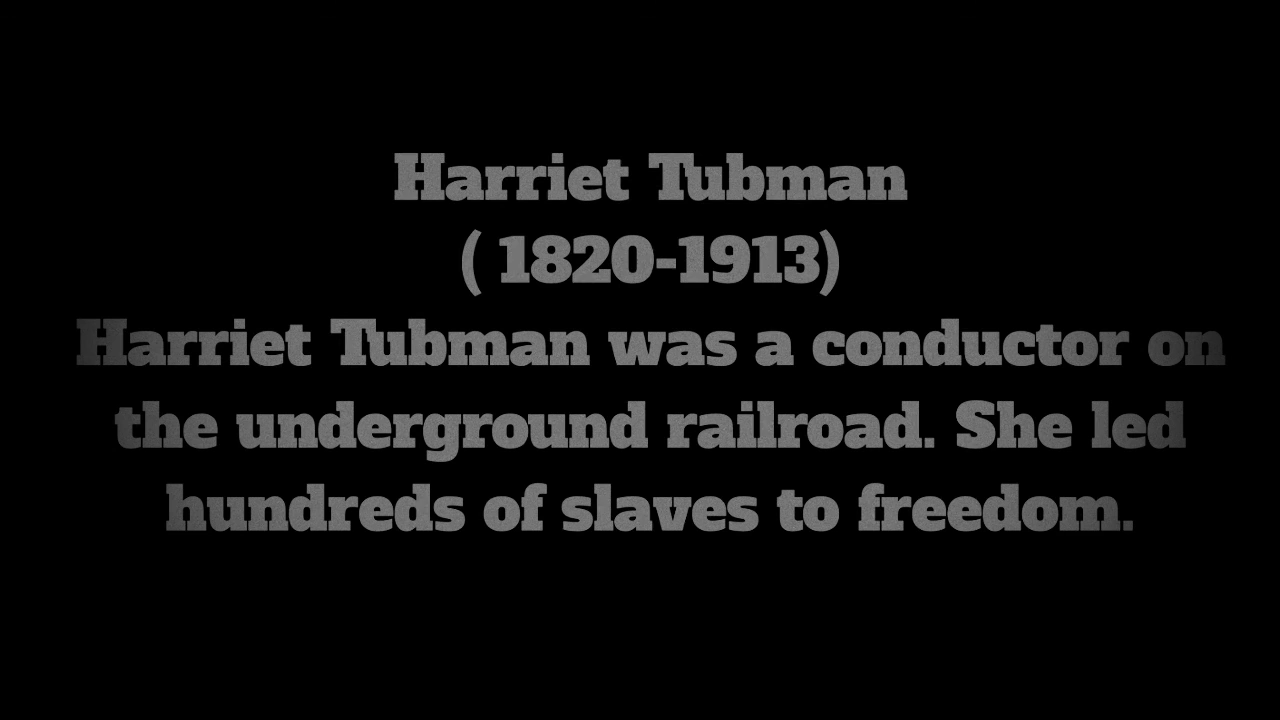 Harriet Tubman
( 1820-1913)
Harriet Tubman was a conductor on
the underground railroad. She led
hundreds of slaves to freedom.